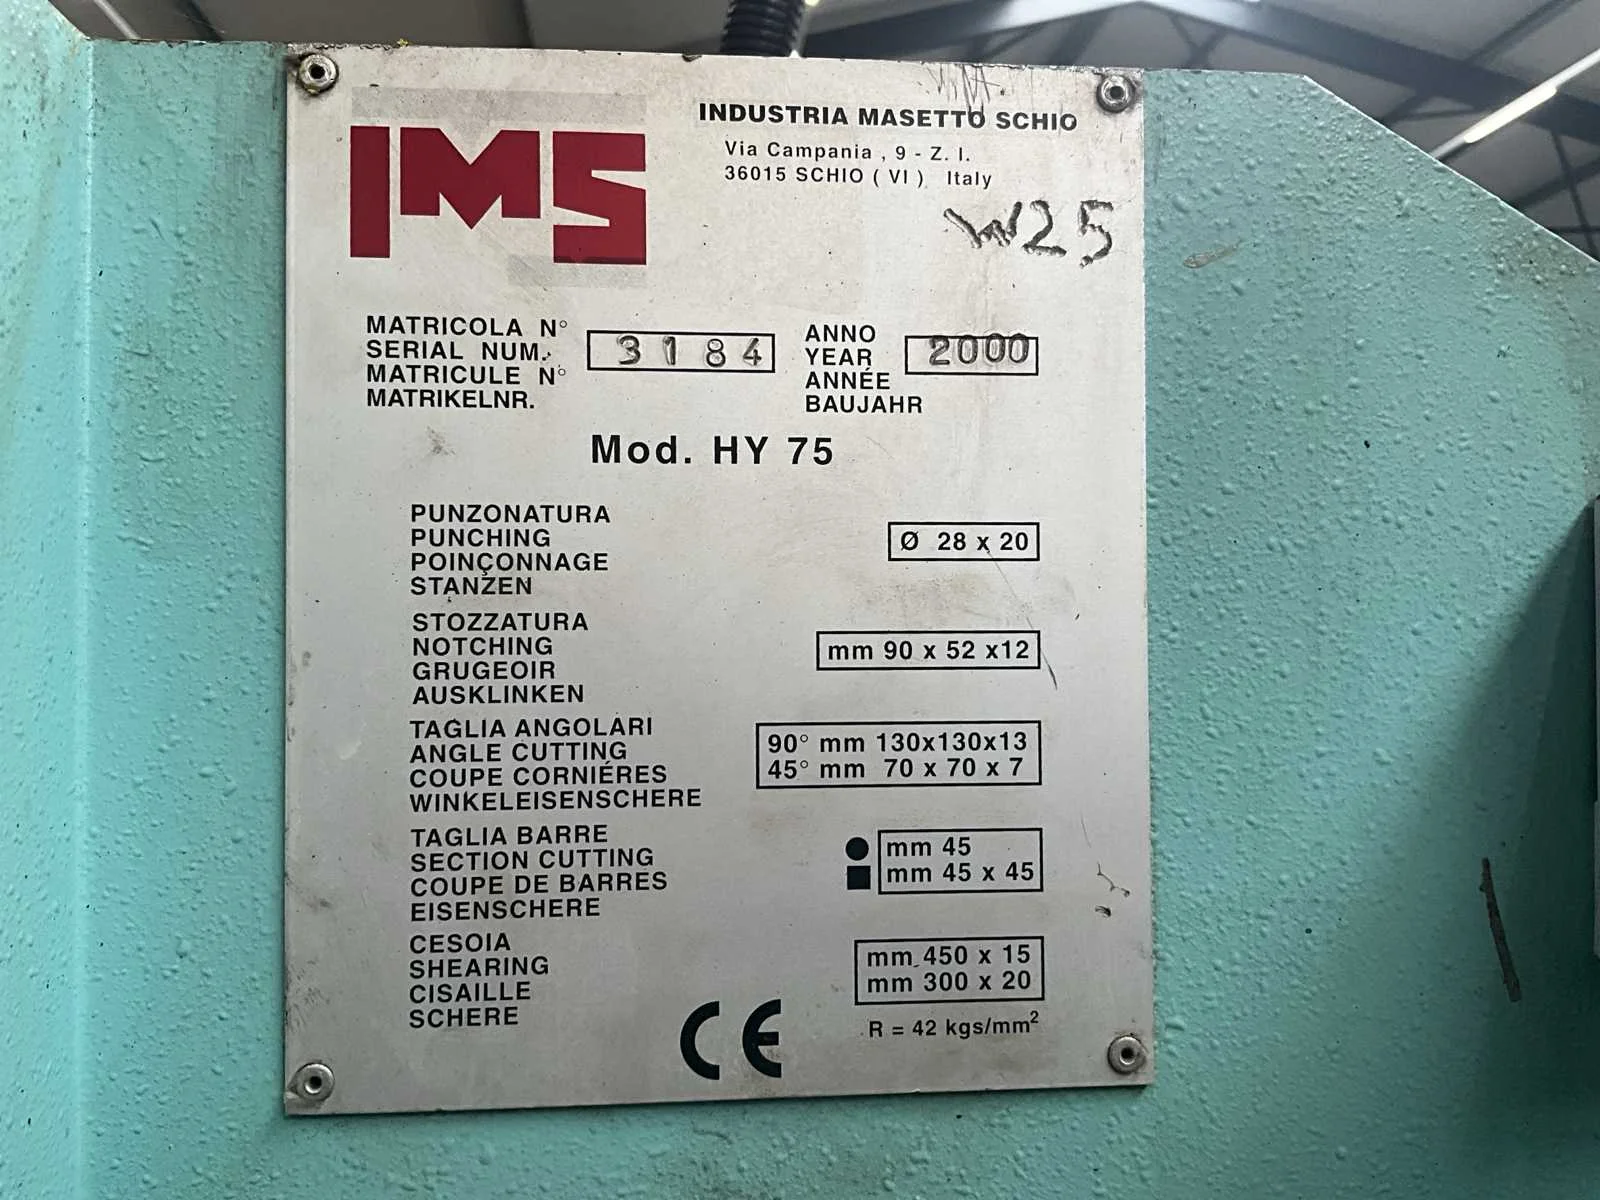 IMS
INDUSTRIA MASETTO SCHIO
Via Campania , 9 - Z. I.
36015 SCHIO ( VI ) Italy
W25
MATRICOLA N°
SERIAL NUM.
MATRICULE N°
MATRIKELNR.
3184
ANNO
YEAR
ANNÉE
BAUJAHR
2000
Mod. HY 75
PUNZONATURA
PUNCHING
POINÇONNAGE
STANZEN
Ø 28 x 20
STOZZATURA
NOTCHING
GRUGEOIR
AUSKLINKEN
mm 90 x 52 x12
TAGLIA ANGOLARI
ANGLE CUTTING
COUPE CORNIÉRES
WINKELEISENSCHERE
90° mm 130x130x13
45° mm 70 x 70 x 7
TAGLIA BARRE
SECTION CUTTING
COUPE DE BARRES
EISENSCHERE
mm 45
mm 45 x 45
CESOIA
SHEARING
CISAILLE
SCHERE
mm 450 x 15
mm 300 x 20
CE
R = 42 kgs/mm²